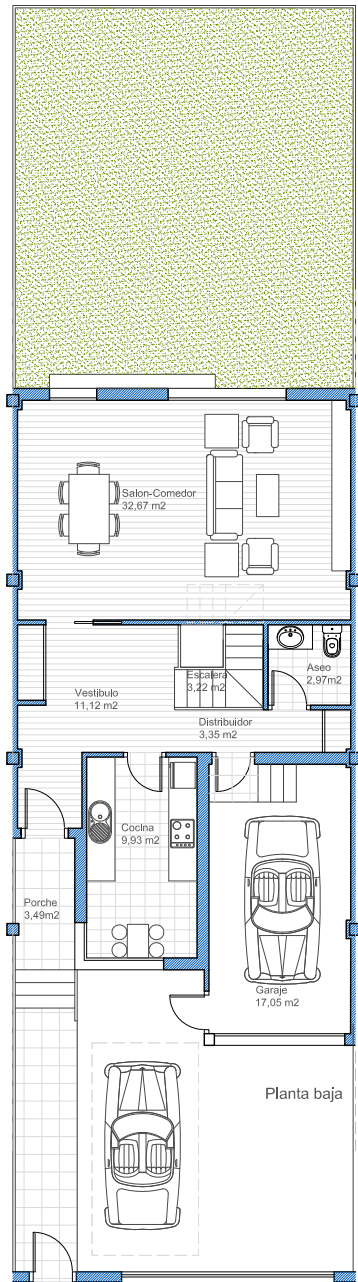 Salon-Comedor
32,67 m2
Escalera
3,22 m2
Aseo
2,97m2
Vestibulo
11,12 m2
Distribuidor
3,35 m2
Cocina
9,93 m2
Porche
3,49m2
Garaje
17,05 m2
Planta baja